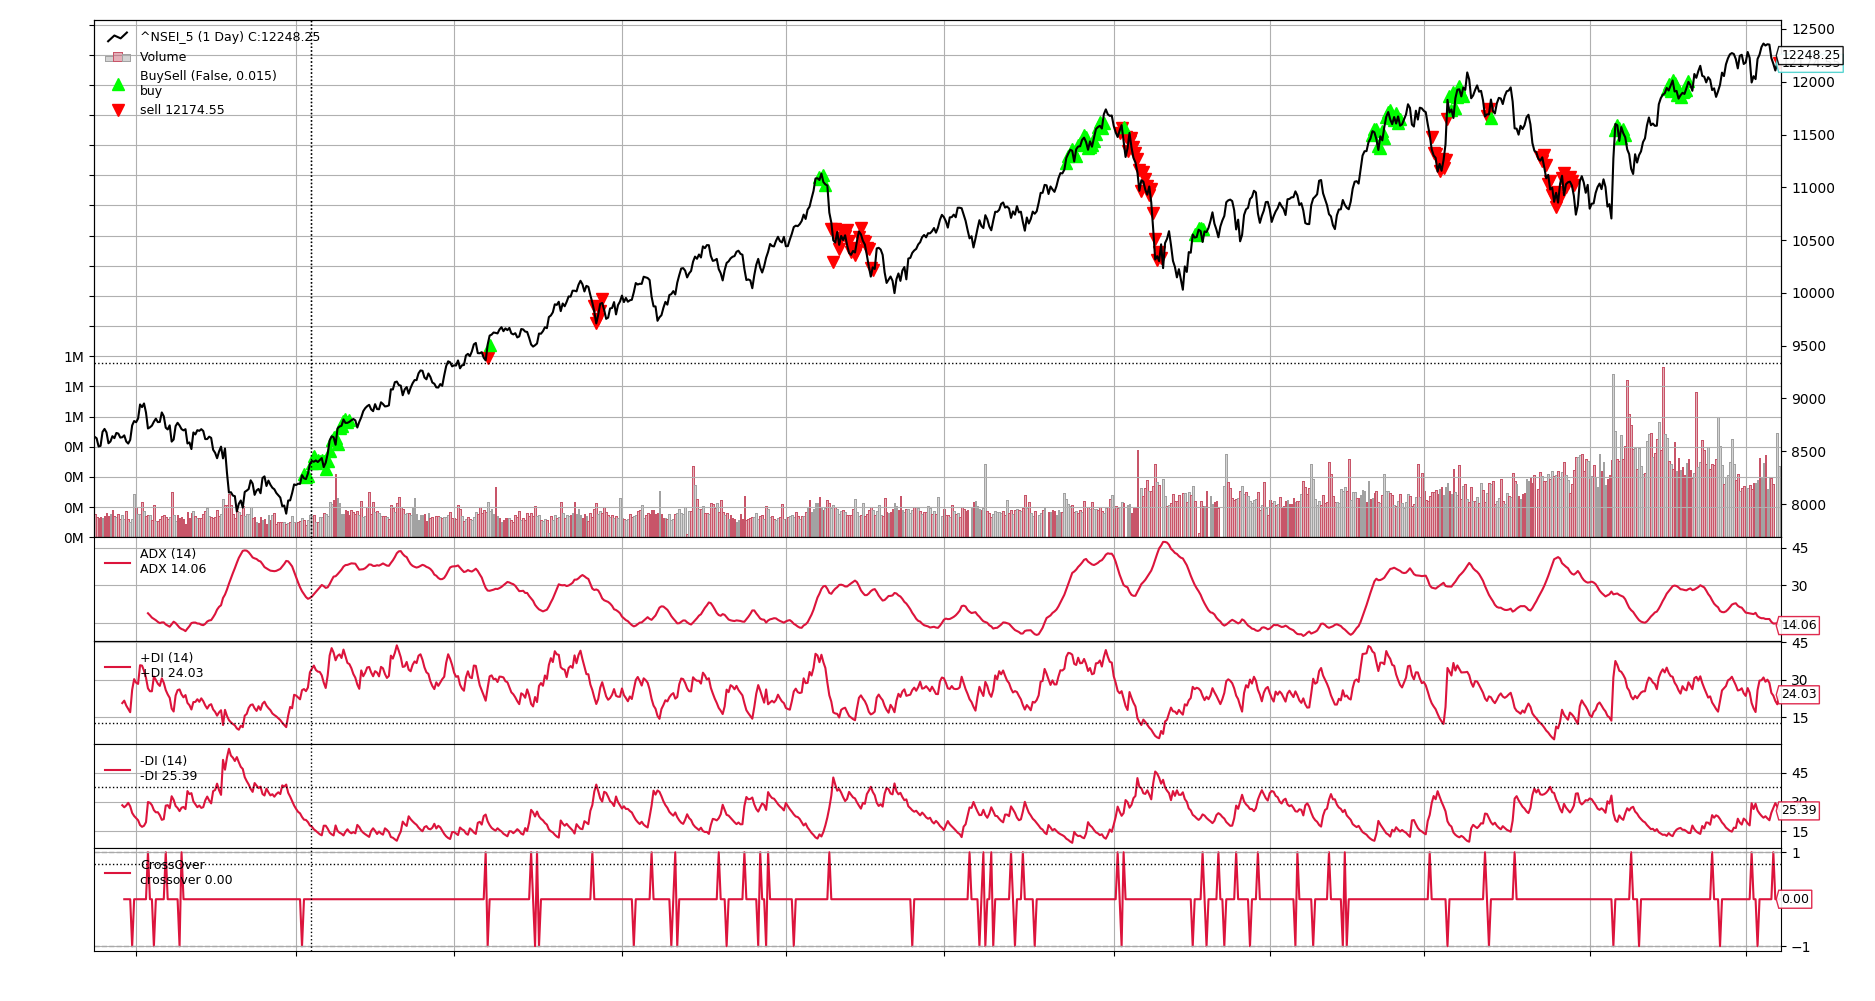 ^NSEI_5 (1 Day) C:12248.25
Volume
BuySell (False, 0.015)
buy
sell 12174.55
12500
12248.25
12000
11500
11000
10500
10000
9500
9000
8500
8000
1M
1M
1M
0M
0M
0M
0M
ADX (14)
ADX 14.06
45
30
14.06
+DI (14)
+DI 24.03
45
30
24.03
15
-DI (14)
-DI 25.39
45
30
25.39
15
CrossOver
crossover 0.00
1
0.00
−1